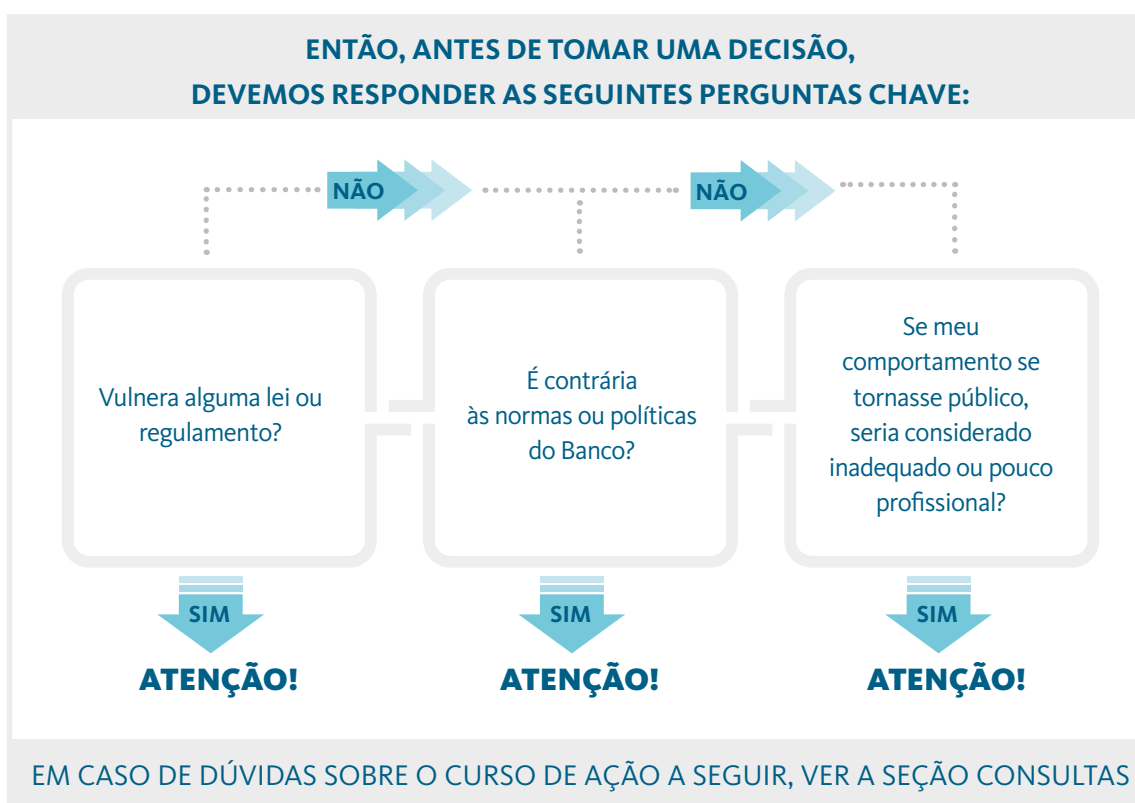 ENTÃO, ANTES DE TOMAR UMA DECISÃO,
DEVEMOS RESPONDER AS SEGUINTES PERGUNTAS CHAVE:
NÃO
NÃO
Vulnera alguma lei ou
regulamento?
É contrária
às normas ou políticas
do Banco?
Se meu
comportamento se
tornasse público,
seria considerado
inadequado ou pouco
profissional?
SIM
SIM
SIM
ATENÇÃO!
ATENÇÃO!
ATENÇÃO!
EM CASO DE DÚVIDAS SOBRE O CURSO DE AÇÃO A SEGUIR, VER A SEÇÃO CONSULTAS